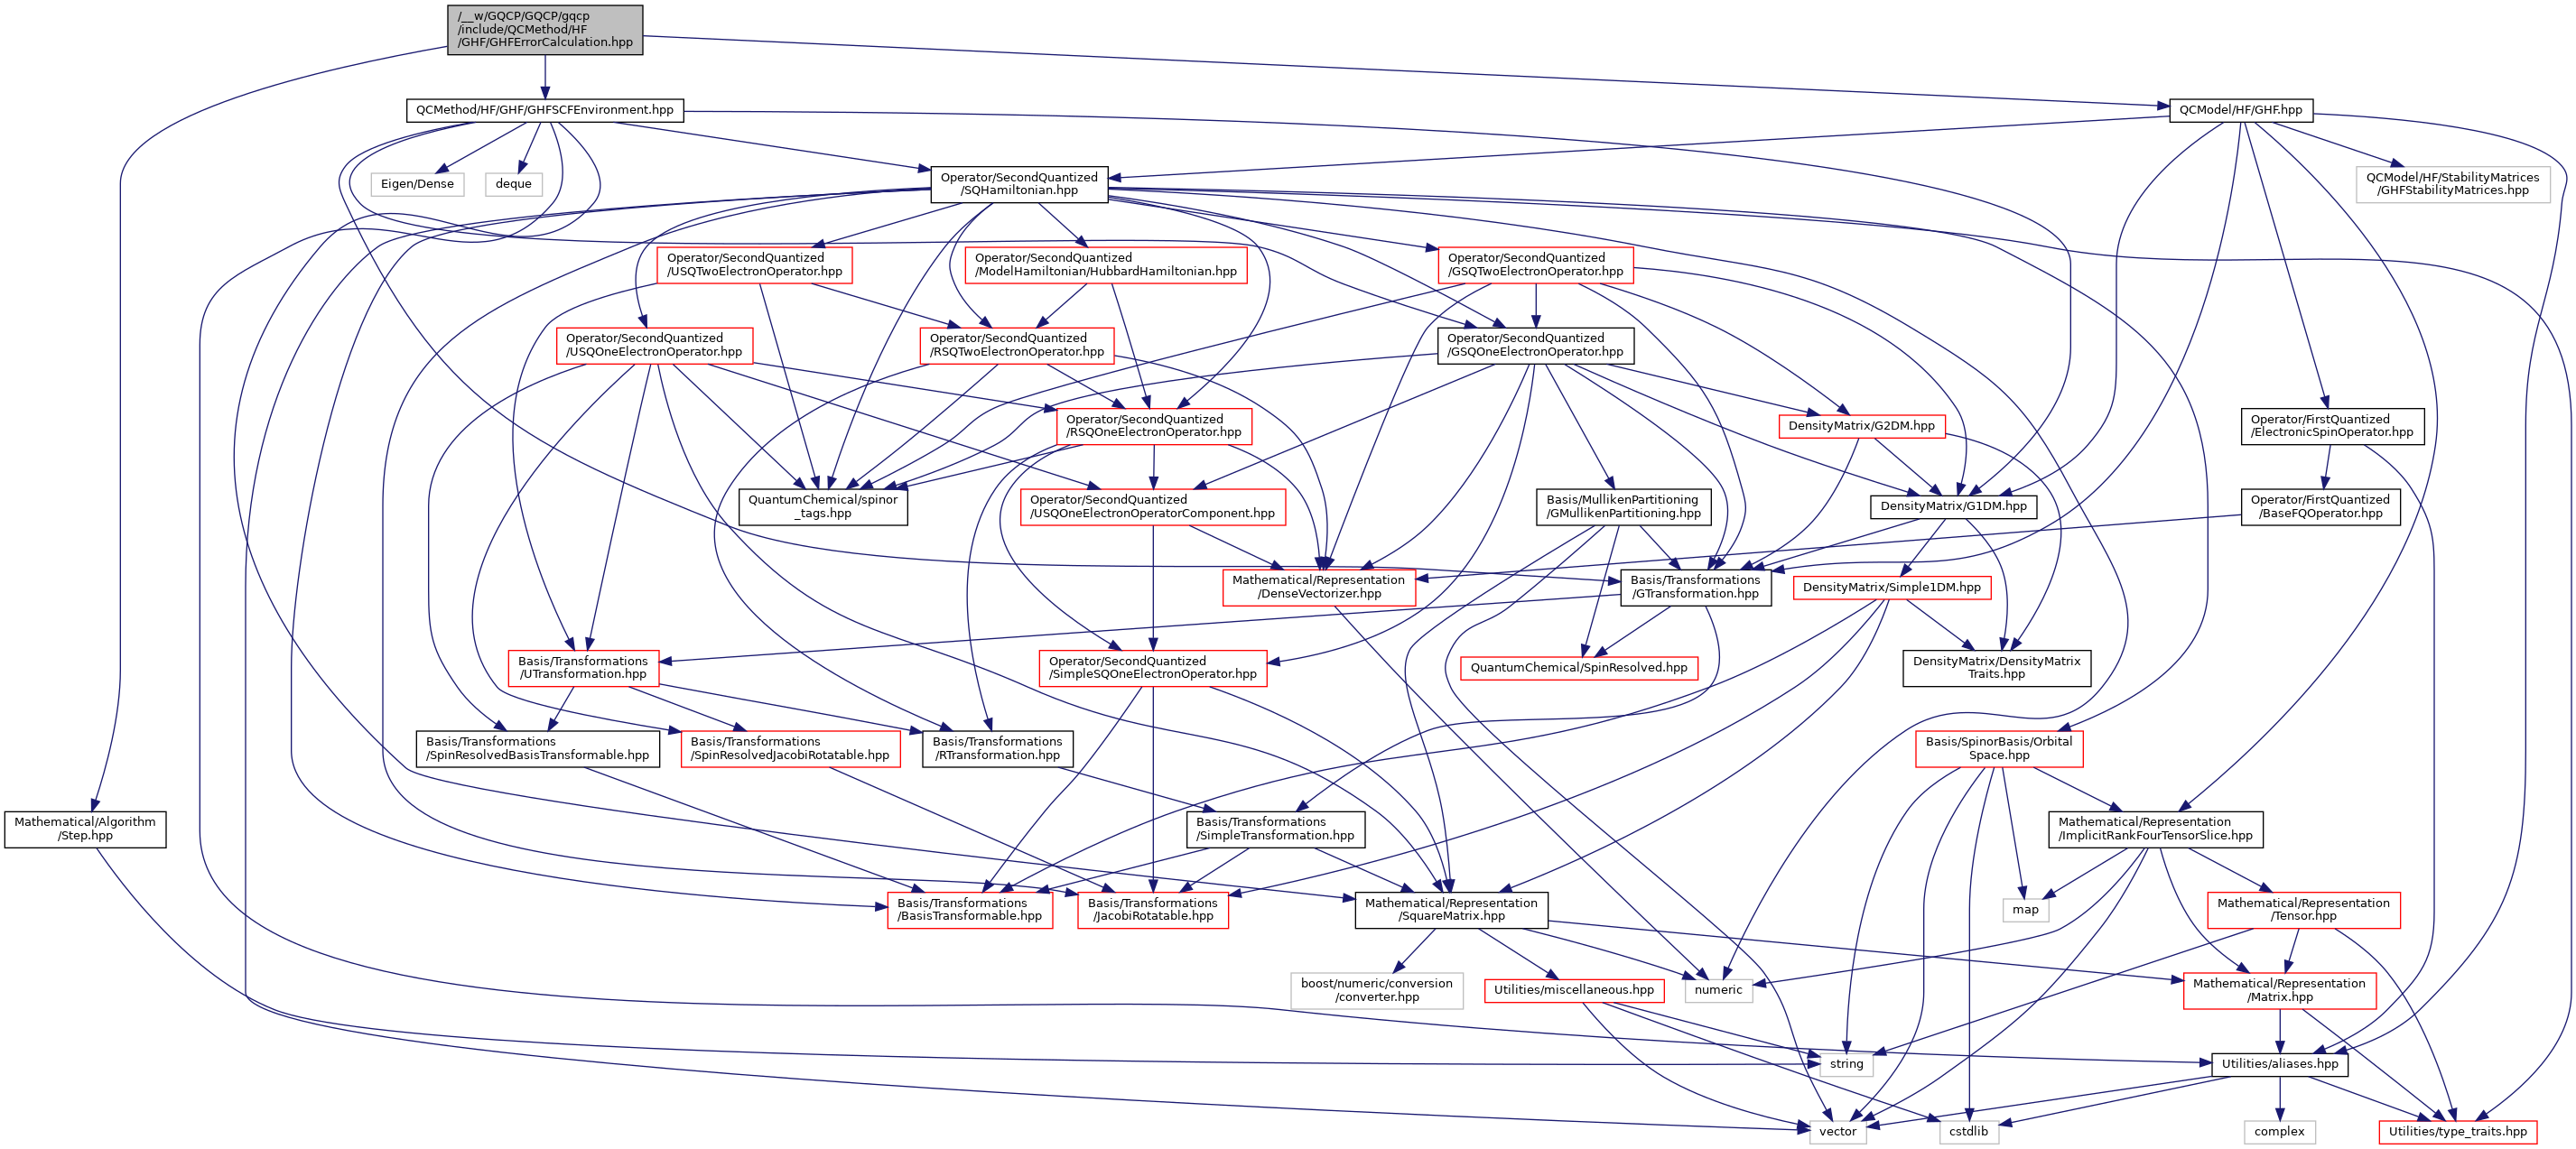 /__w/GQCP/GQCP/gqcp
/include/QCMethod/HF
/GHF/GHFErrorCalculation.hpp
QCMethod/HF/GHF/GHFSCFEnvironment.hpp
QCModel/HF/GHF.hpp
Eigen/Dense
deque
Operator/SecondQuantized
/SQHamiltonian.hpp
QCModel/HF/StabilityMatrices
/GHFStabilityMatrices.hpp
Operator/SecondQuantized
/USQTwoElectronOperator.hpp
Operator/SecondQuantized
/ModelHamiltonian/HubbardHamiltonian.hpp
Operator/SecondQuantized
/GSQTwoElectronOperator.hpp
Operator/SecondQuantized
/USQOneElectronOperator.hpp
Operator/SecondQuantized
/RSQTwoElectronOperator.hpp
Operator/SecondQuantized
/GSQOneElectronOperator.hpp
Operator/SecondQuantized
/RSQOneElectronOperator.hpp
DensityMatrix/G2DM.hpp
Operator/FirstQuantized
/ElectronicSpinOperator.hpp
QuantumChemical/spinor
_tags.hpp
Operator/SecondQuantized
/USQOneElectronOperatorComponent.hpp
Basis/MullikenPartitioning
/GMullikenPartitioning.hpp
DensityMatrix/G1DM.hpp
Operator/FirstQuantized
/BaseFQOperator.hpp
Mathematical/Representation
/DenseVectorizer.hpp
Basis/Transformations
/GTransformation.hpp
DensityMatrix/Simple1DM.hpp
Basis/Transformations
/UTransformation.hpp
Operator/SecondQuantized
/SimpleSQOneElectronOperator.hpp
QuantumChemical/SpinResolved.hpp
DensityMatrix/DensityMatrix
Traits.hpp
Basis/Transformations
/SpinResolvedBasisTransformable.hpp
Basis/Transformations
/SpinResolvedJacobiRotatable.hpp
Basis/Transformations
/RTransformation.hpp
Basis/SpinorBasis/Orbital
Space.hpp
Mathematical/Algorithm
/Step.hpp
Basis/Transformations
/SimpleTransformation.hpp
Mathematical/Representation
/ImplicitRankFourTensorSlice.hpp
Basis/Transformations
/BasisTransformable.hpp
Basis/Transformations
/JacobiRotatable.hpp
Mathematical/Representation
/SquareMatrix.hpp
map
Mathematical/Representation
/Tensor.hpp
boost/numeric/conversion
/converter.hpp
Utilities/miscellaneous.hpp
numeric
Mathematical/Representation
/Matrix.hpp
string
Utilities/aliases.hpp
vector
cstdlib
complex
Utilities/type_traits.hpp